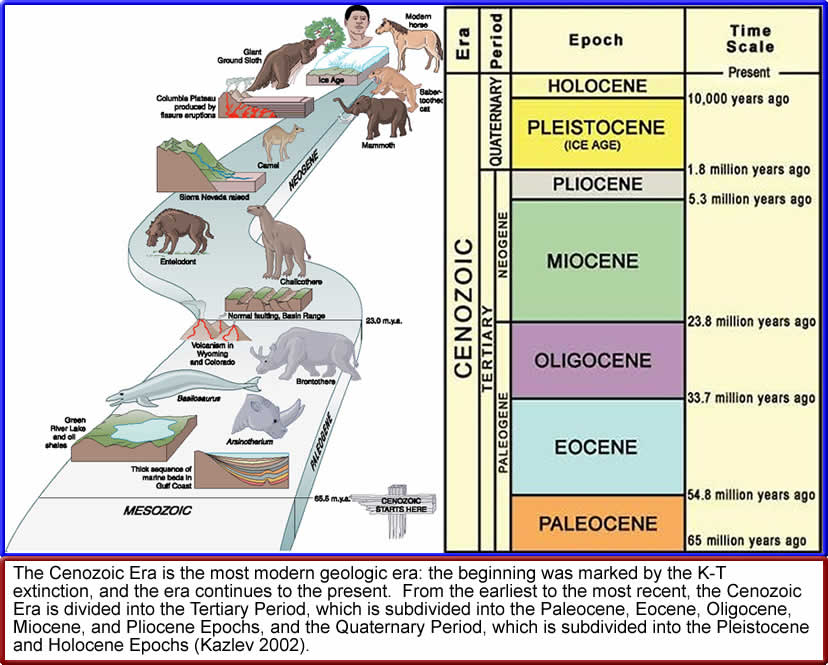 Modern
horse
Giant
Ground Sloth
Ice Age
Saber-
toothed
cat
Columbia Plateau
produced by
fissure eruptions
Mammoth
Camel
NEOGENE
Sierra Nevada raised
Entelodont
Chalicothere
Normal faulting, Basin Range
23.0 m.y.a.
Volcanism in
Wyoming
and Colorado
Brontothere
Basilosaurus
Green
River Lake
and oil
shales
Arsinotherium
PALEOGENE
Thick sequence of
marine beds in
Gulf Coast
65.5 m.y.a.
CENOZOIC
STARTS HERE
MESOZOIC
Era
Period
Epoch
Time
Scale
Present
QUATERNARY
HOLOCENE
10,000 years ago
PLEISTOCENE
(ICE AGE)
1.8 million years ago
CENOZOIC
TERTIARY
NEOGENE
PLIOCENE
5.3 million years ago
MIOCENE
23.8 million years ago
PALEOGENE
OLIGOCENE
33.7 million years ago
EOCENE
54.8 million years ago
PALEOCENE
65 million years ago
The Cenozoic Era is the most modern geologic era: the beginning was marked by the K-T
extinction, and the era continues to the present.  From the earliest to the most recent, the Cenozoic
Era is divided into the Tertiary Period, which is subdivided into the Paleocene, Eocene, Oligocene,
Miocene, and Pliocene Epochs, and the Quaternary Period, which is subdivided into the Pleistocene
and Holocene Epochs (Kazlev 2002).